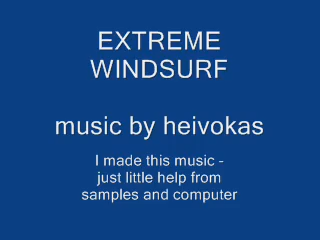 EXTREME
WINDSURF
music by heivokas
I made this music -
just little help from
samples and computer